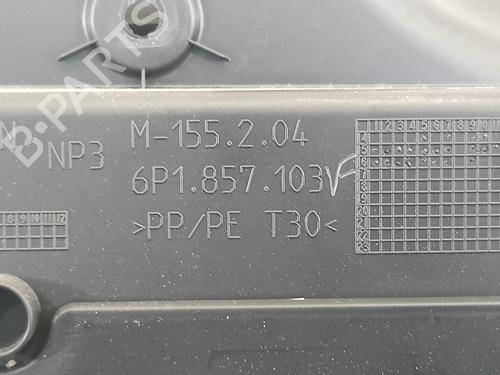 B-PARTS
M-155.2.04
NP3
6P1.857.103
>PP/PE T30<